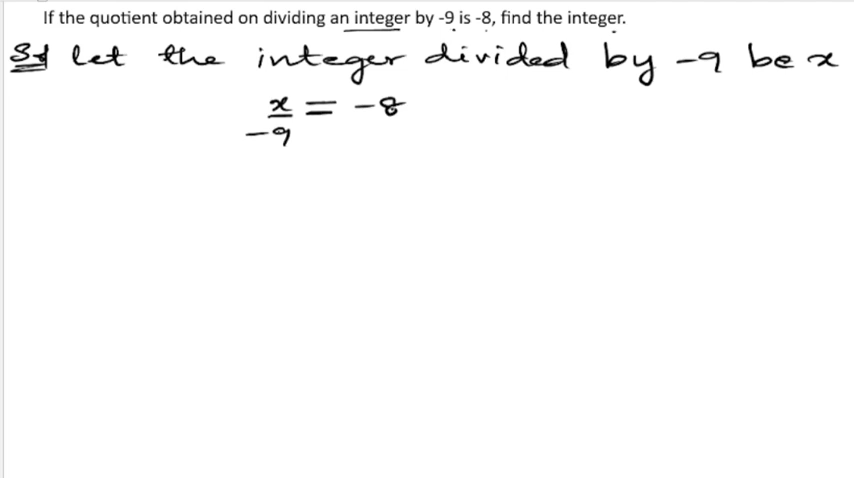 If the quotient obtained on dividing an integer by -9 is -8, find the integer.
Sol let the integer divided by -9 be x
x/-9 = -8